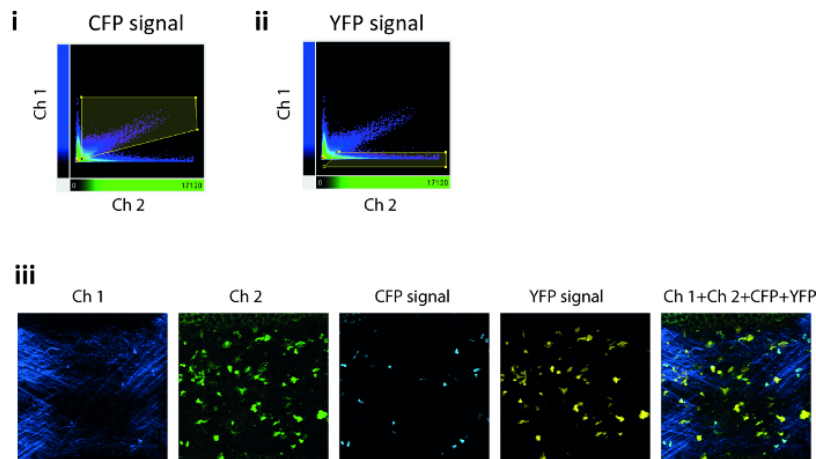 i
CFP signal
Ch 1
0 17120
Ch 2
ii
YFP signal
Ch 1
0 17120
Ch 2
iii
Ch 1
Ch 2
CFP signal
YFP signal
Ch 1+Ch 2+CFP+YFP